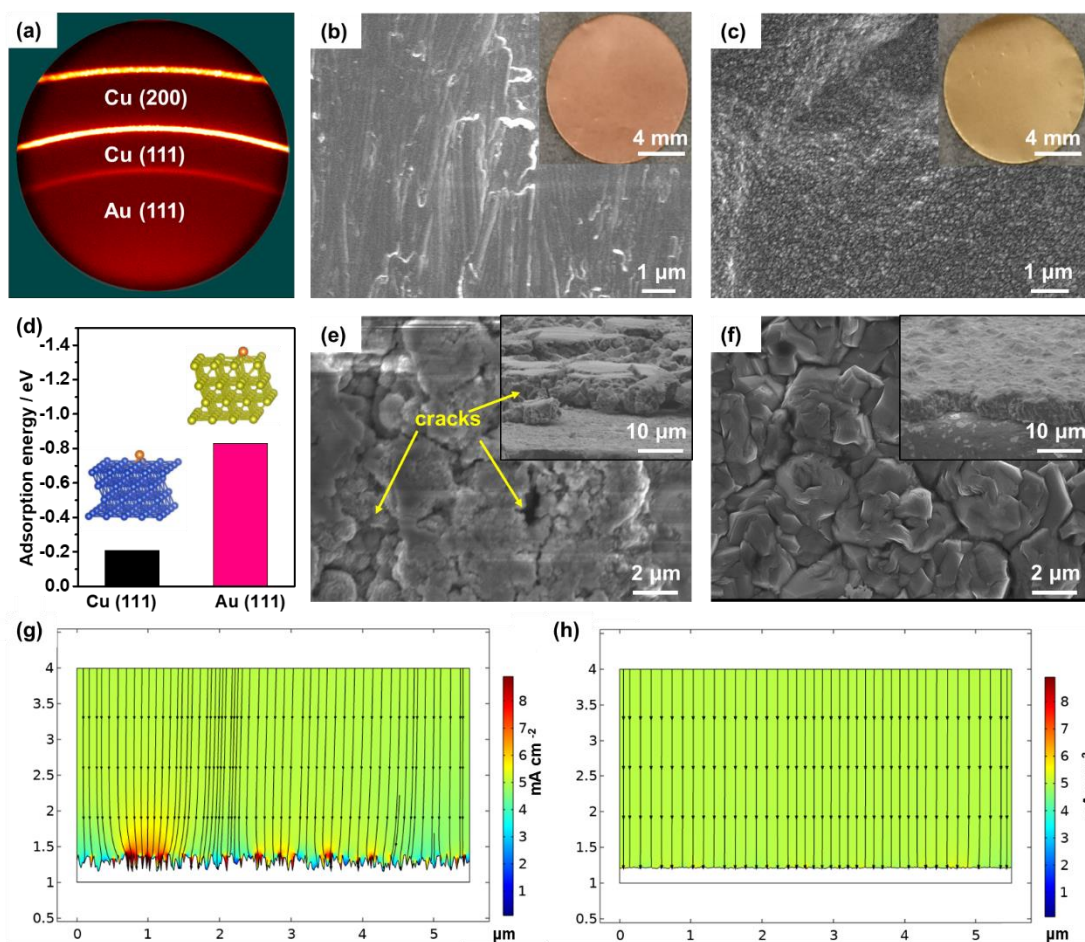 (a)
Cu (200)
Cu (111)
Au (111)
(b)
4 mm
1 µm
(c)
4 mm
1 µm
(d)
Adsorption energy / eV
-1.4
-1.2
-1.0
-0.8
-0.6
-0.4
-0.2
0.0
Cu (111)
Au (111)
(e)
cracks
10 µm
2 µm
(f)
10 µm
2 µm
(g)
4
3.5
3
2.5
2
1.5
1
0.5
0 1 2 3 4 5
µm
8
7
6
5
4
3
2
1
mA cm -2
(h)
4
3.5
3
2.5
2
1.5
1
0.5
0 1 2 3 4 5
µm
8
7
6
5
4
3
2
1